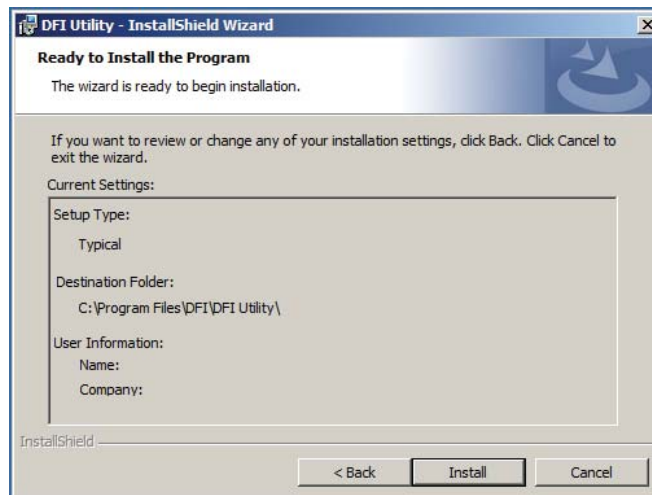 DFI Utility - InstallShield Wizard
Ready to Install the Program
The wizard is ready to begin installation.
If you want to review or change any of your installation settings, click Back. Click Cancel to
exit the wizard.
Current Settings:
Setup Type:
Typical
Destination Folder:
C:\Program Files\DFI\DFI Utility\
User Information:
Name:
Company:
InstallShield
< Back
Install
Cancel